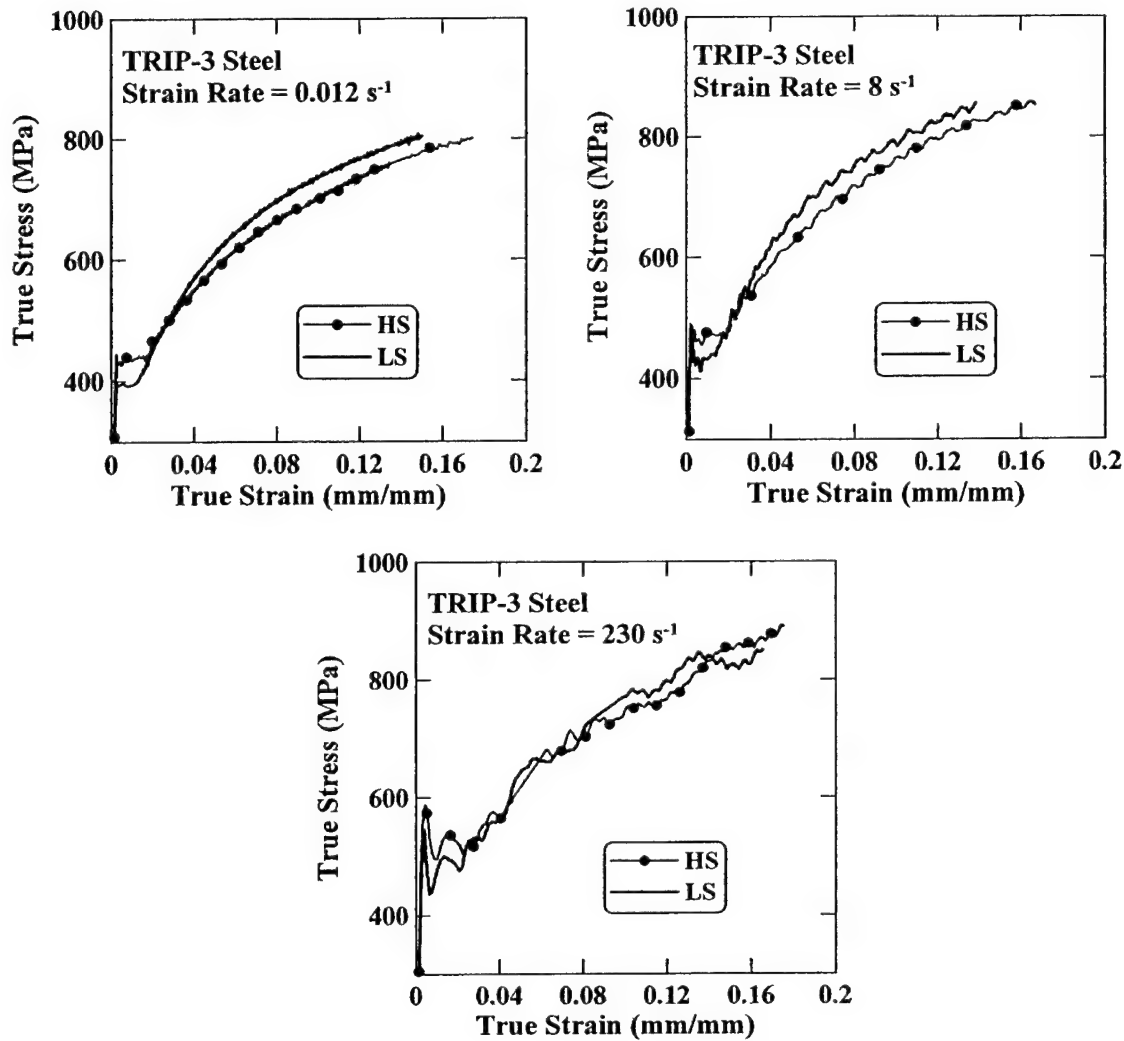 1000
800
600
400
True Stress (MPa)
TRIP-3 Steel
Strain Rate = 0.012 s⁻¹
HS
LS
0
0.04
0.08
0.12
0.16
0.2
True Strain (mm/mm)
1000
800
600
400
True Stress (MPa)
TRIP-3 Steel
Strain Rate = 8 s⁻¹
HS
LS
0
0.04
0.08
0.12
0.16
0.2
True Strain (mm/mm)
1000
800
600
400
True Stress (MPa)
TRIP-3 Steel
Strain Rate = 230 s⁻¹
HS
LS
0
0.04
0.08
0.12
0.16
0.2
True Strain (mm/mm)